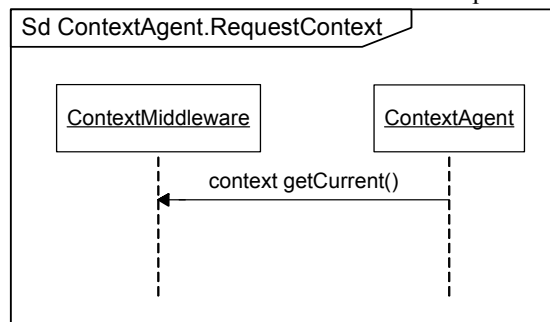 Sd ContextAgent.RequestContext
ContextMiddleware
ContextAgent
context getCurrent()